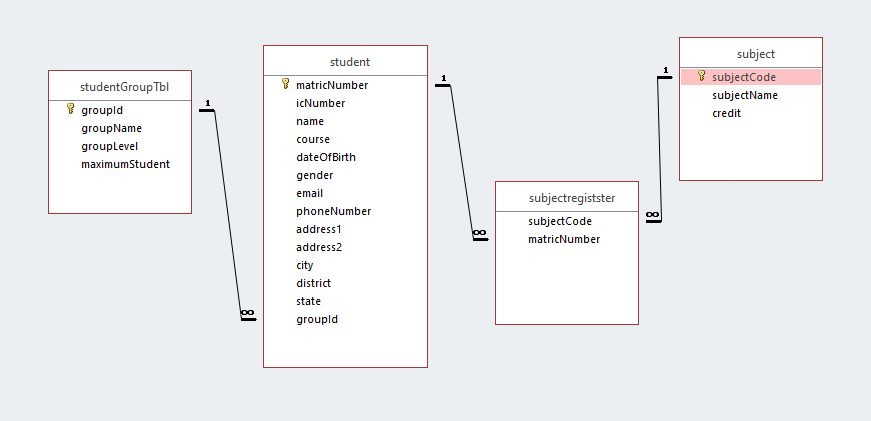 studentGroupTbl
groupId
groupName
groupLevel
maximumStudent
1
∞
student
matricNumber
icNumber
name
course
dateOfBirth
gender
email
phoneNumber
address1
address2
city
district
state
groupId
1
∞
subjectregistster
subjectCode
matricNumber
∞
1
subject
subjectCode
subjectName
credit